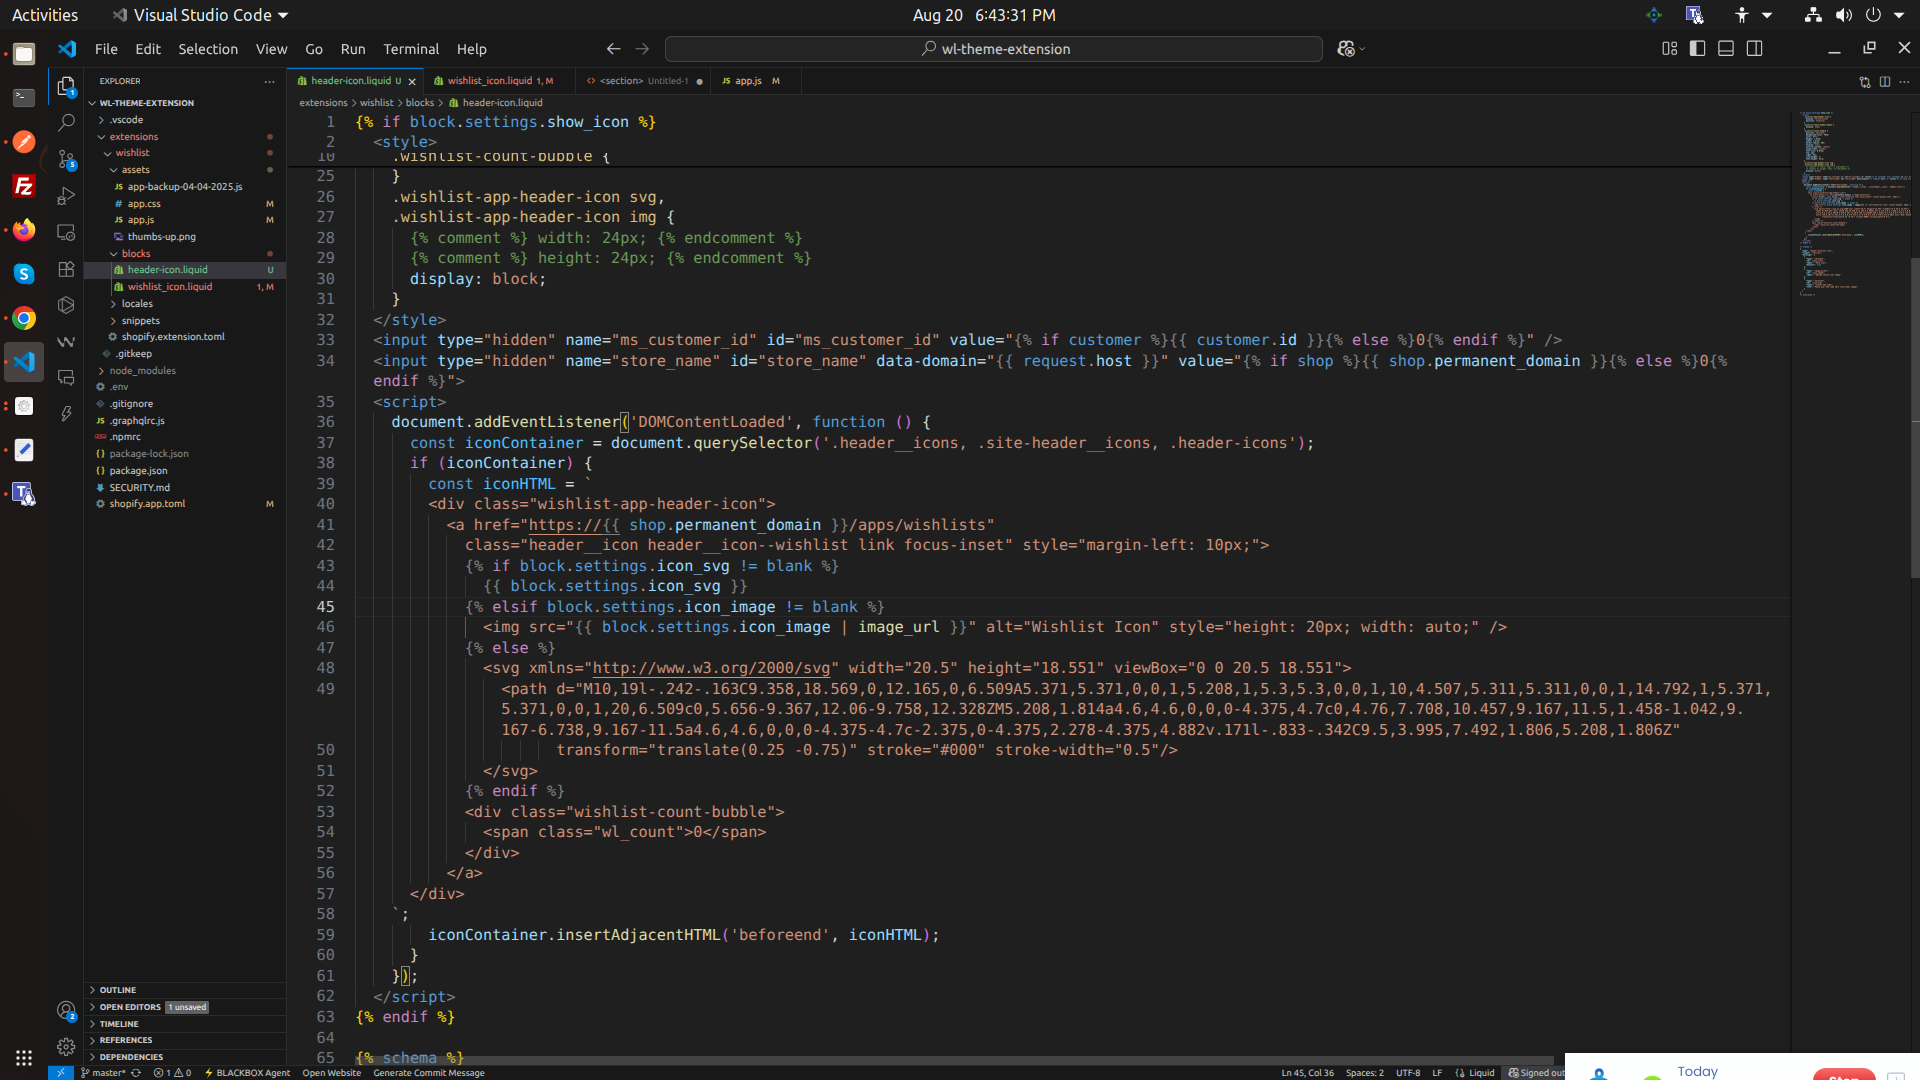 Activities
Visual Studio Code
Aug 20 6:43:31 PM
File Edit Selection View Go Run Terminal Help
wl-theme-extension
EXPLORER
WL-THEME-EXTENSION
.vscode
extensions
wishlist
assets
JS app-backup-04-04-2025.js
# app.css M
JS app.js M
thumbs-up.png
blocks
header-icon.liquid U
wishlist_icon.liquid 1, M
locales
snippets
shopify.extension.toml
.gitkeep
node_modules
.env
.gitignore
JS .graphqlrc.js
.npmrc
{} package-lock.json
{} package.json
SECURITY.md
shopify.app.toml M
OUTLINE
OPEN EDITORS 1 unsaved
TIMELINE
REFERENCES
DEPENDENCIES
header-icon.liquid U
wishlist_icon.liquid 1, M
<section> Untitled-1
JS app.js M
extensions > wishlist > blocks > header-icon.liquid
1 {% if block.settings.show_icon %}
2 <style>
10 .wishlist-count-bubble {
25 }
26 .wishlist-app-header-icon svg,
27 .wishlist-app-header-icon img {
28 {% comment %} width: 24px; {% endcomment %}
29 {% comment %} height: 24px; {% endcomment %}
30 display: block;
31 }
32 </style>
33 <input type="hidden" name="ms_customer_id" id="ms_customer_id" value="{% if customer %}{{ customer.id }}{% else %}0{% endif %}" />
34 <input type="hidden" name="store_name" id="store_name" data-domain="{{ request.host }}" value="{% if shop %}{{ shop.permanent_domain }}{% else %}0{%
endif %}">
35 <script>
36 document.addEventListener('DOMContentLoaded', function () {
37 const iconContainer = document.querySelector('.header__icons, .site-header__icons, .header-icons');
38 if (iconContainer) {
39 const iconHTML = `
40 <div class="wishlist-app-header-icon">
41 <a href="https://{{ shop.permanent_domain }}/apps/wishlists"
42 class="header__icon header__icon--wishlist link focus-inset" style="margin-left: 10px;">
43 {% if block.settings.icon_svg != blank %}
44 {{ block.settings.icon_svg }}
45 {% elsif block.settings.icon_image != blank %}
46 <img src="{{ block.settings.icon_image | image_url }}" alt="Wishlist Icon" style="height: 20px; width: auto;" />
47 {% else %}
48 <svg xmlns="http://www.w3.org/2000/svg" width="20.5" height="18.551" viewBox="0 0 20.5 18.551">
49 <path d="M10,19l-.242-.163C9.358,18.569,0,12.165,0,6.509A5.371,5.371,0,0,1,5.208,1,5.3,5.3,0,0,1,10,4.507,5.311,5.311,0,0,1,14.792,1,5.371,
5.371,0,0,1,20,6.509c0,5.656-9.367,12.06-9.758,12.328ZM5.208,1.814a4.6,4.6,0,0,0-4.375,4.7c0,4.76,7.708,10.457,9.167,11.5,1.458-1.042,9.
167-6.738,9.167-11.5a4.6,4.6,0,0,0-4.375-4.7c-2.375,0-4.375,2.278-4.375,4.882v.171l-.833-.342C9.5,3.995,7.492,1.806,5.208,1.806Z"
50 transform="translate(0.25 -0.75)" stroke="#000" stroke-width="0.5"/>
51 </svg>
52 {% endif %}
53 <div class="wishlist-count-bubble">
54 <span class="wl_count">0</span>
55 </div>
56 </a>
57 </div>
58 `;
59 iconContainer.insertAdjacentHTML('beforeend', iconHTML);
60 }
61 });
62 </script>
63 {% endif %}
64
65 {% schema %}
master* 1 0 BLACKBOX Agent Open Website Generate Commit Message
Ln 45, Col 36 Spaces: 2 UTF-8 LF Liquid Signed out
Today